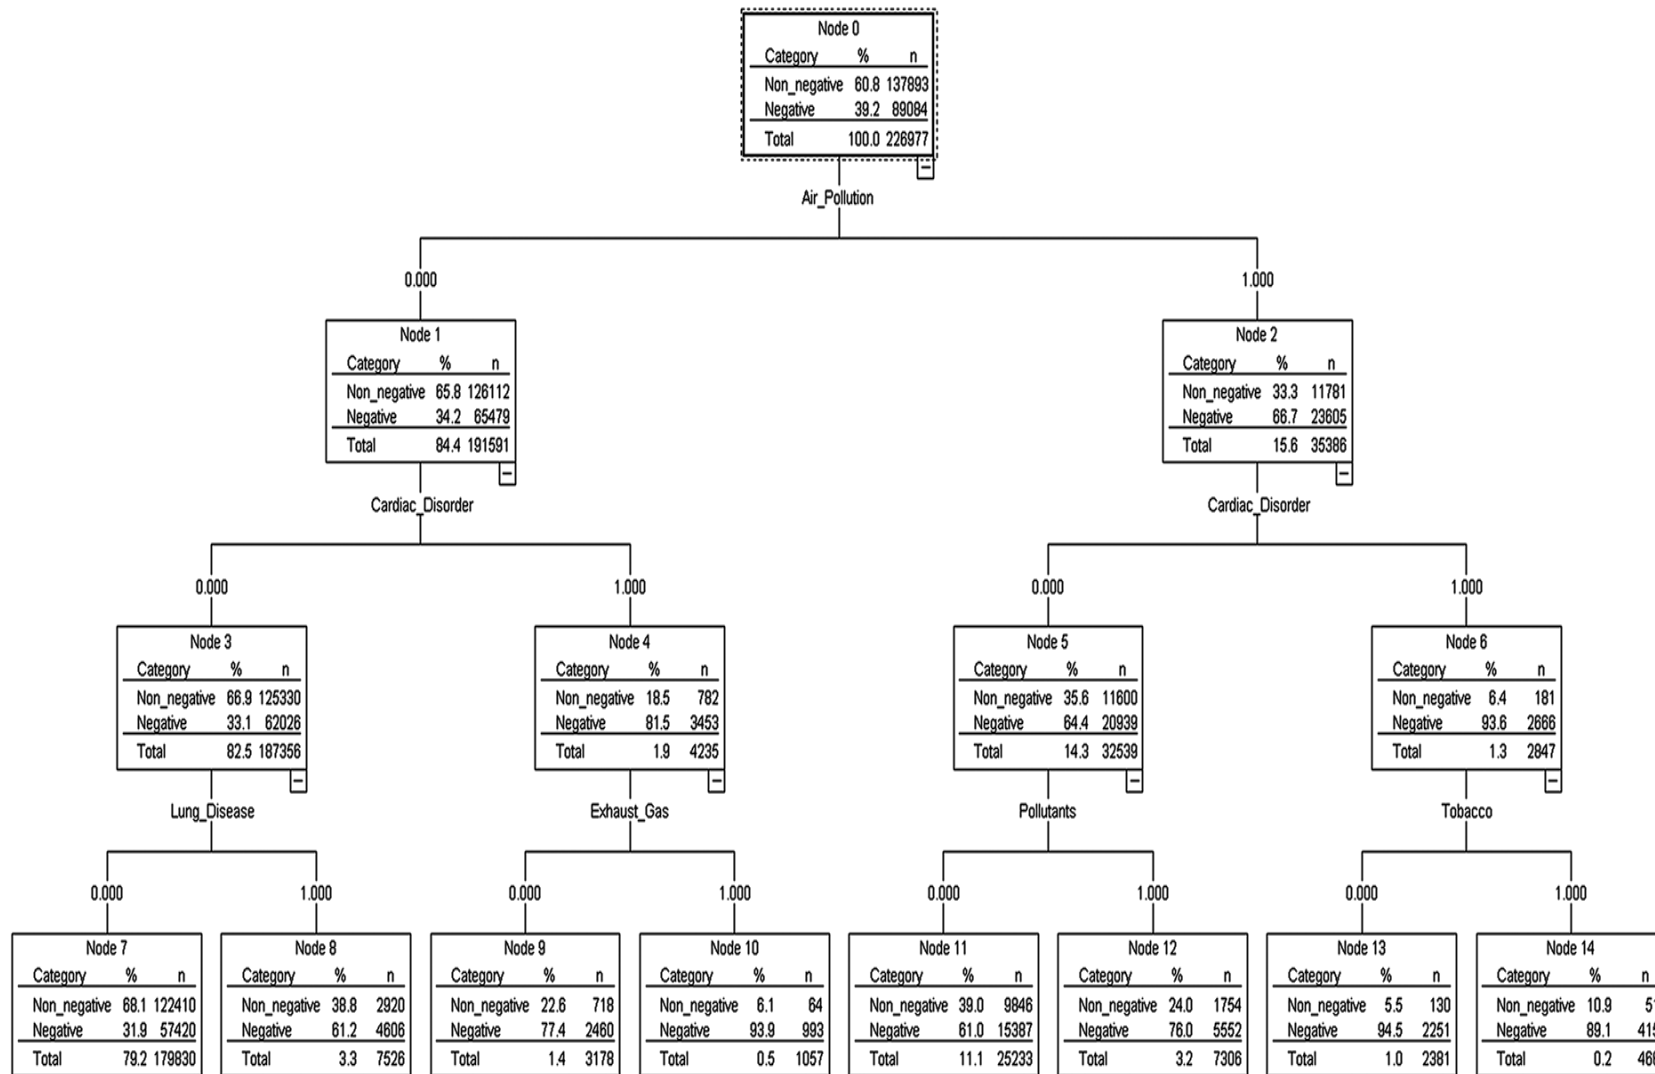 Node 0
Category % n
Non_negative 60.8 137893
Negative 39.2 89084
Total 100.0 226977
Air_Pollution
0.000
1.000
Node 1
Category % n
Non_negative 65.8 126112
Negative 34.2 65479
Total 84.4 191591
Node 2
Category % n
Non_negative 33.3 11781
Negative 66.7 23605
Total 15.6 35386
Cardiac_Disorder
Cardiac_Disorder
0.000
1.000
0.000
1.000
Node 3
Category % n
Non_negative 66.9 125330
Negative 33.1 62026
Total 82.5 187356
Node 4
Category % n
Non_negative 18.5 782
Negative 81.5 3453
Total 1.9 4235
Node 5
Category % n
Non_negative 35.6 11600
Negative 64.4 20939
Total 14.3 32539
Node 6
Category % n
Non_negative 6.4 181
Negative 93.6 2666
Total 1.3 2847
Lung_Disease
Exhaust_Gas
Pollutants
Tobacco
0.000
1.000
0.000
1.000
0.000
1.000
0.000
1.000
Node 7
Category % n
Non_negative 68.1 122410
Negative 31.9 57420
Total 79.2 179830
Node 8
Category % n
Non_negative 38.8 2920
Negative 61.2 4606
Total 3.3 7526
Node 9
Category % n
Non_negative 22.6 718
Negative 77.4 2460
Total 1.4 3178
Node 10
Category % n
Non_negative 6.1 64
Negative 93.9 993
Total 0.5 1057
Node 11
Category % n
Non_negative 39.0 9846
Negative 61.0 15387
Total 11.1 25233
Node 12
Category % n
Non_negative 24.0 1754
Negative 76.0 5552
Total 3.2 7306
Node 13
Category % n
Non_negative 5.5 130
Negative 94.5 2251
Total 1.0 2381
Node 14
Category % n
Non_negative 10.9 51
Negative 89.1 415
Total 0.2 466